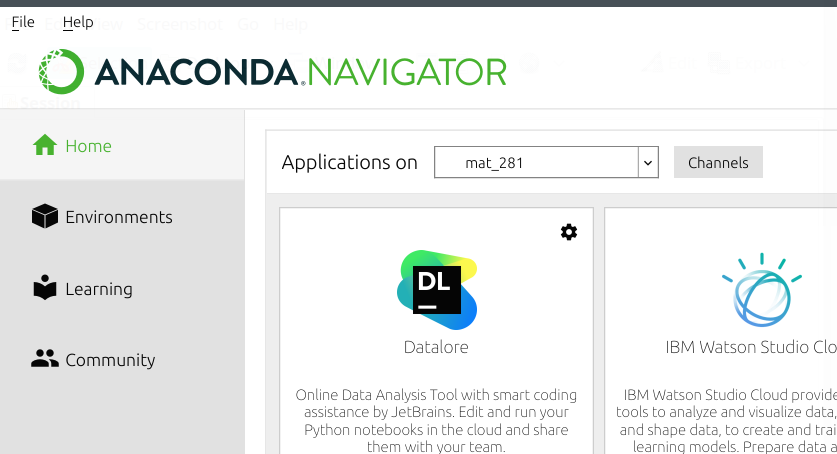 File Help
ANACONDA.NAVIGATOR
Home
Environments
Learning
Community
Applications on mat_281 Channels
DL
Datalore
Online Data Analysis Tool with smart coding
assistance by JetBrains. Edit and run your
Python notebooks in the cloud and share
them with your team.
IBM Watson Studio Clo
IBM Watson Studio Cloud provide
tools to analyze and visualize data,
and shape data, to create and trai
learning models. Prepare data a